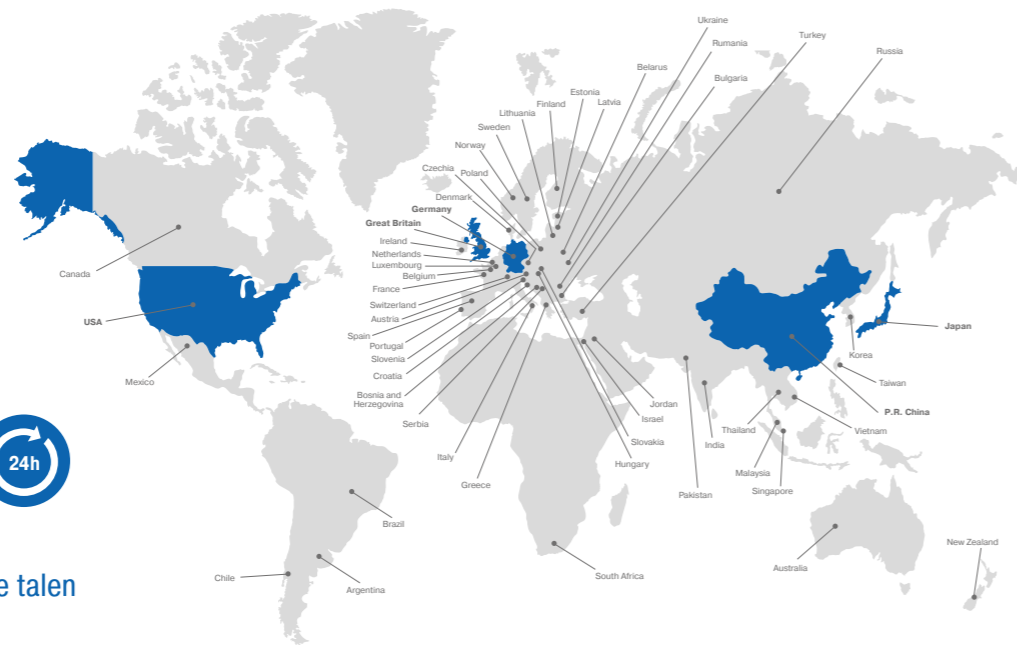 Ukraine
Rumania
Turkey
Russia
Belarus
Bulgaria
Estonia
Finland
Latvia
Lithuania
Sweden
Norway
Czechia
Poland
Denmark
Germany
Great Britain
Ireland
Netherlands
Luxembourg
Belgium
France
Switzerland
Austria
Spain
Portugal
Slovenia
Croatia
Bosnia and
Herzegovina
Serbia
Italy
Greece
Canada
USA
Mexico
Japan
Korea
Taiwan
P.R. China
Vietnam
Thailand
India
Malaysia
Singapore
Pakistan
Jordan
Israel
Slovakia
Hungary
24h
Brazil
e talen
Chile
Argentina
South Africa
Australia
New Zealand